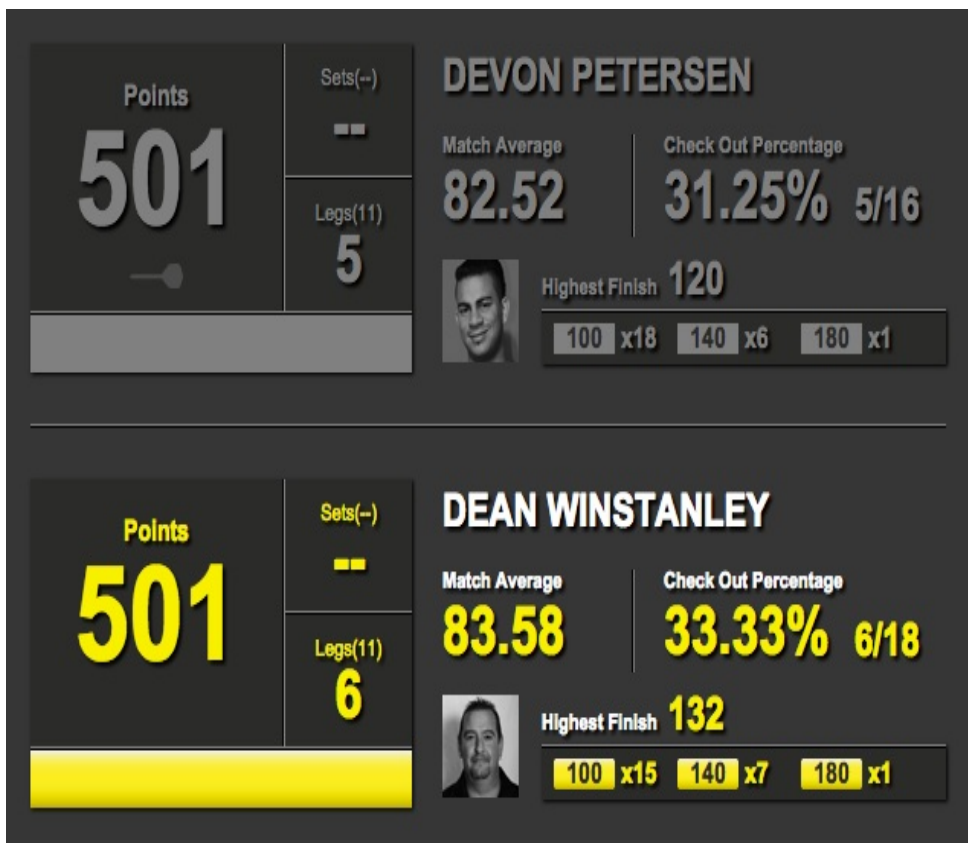 DEVON PETERSEN
Points
501
Sets(--)
--
Legs(11)
5
Match Average
82.52
Check Out Percentage
31.25% 5/16
Highest Finish 120
100 x18 140 x6 180 x1
DEAN WINSTANLEY
Points
501
Sets(--)
--
Legs(11)
6
Match Average
83.58
Check Out Percentage
33.33% 6/18
Highest Finish 132
100 x15 140 x7 180 x1